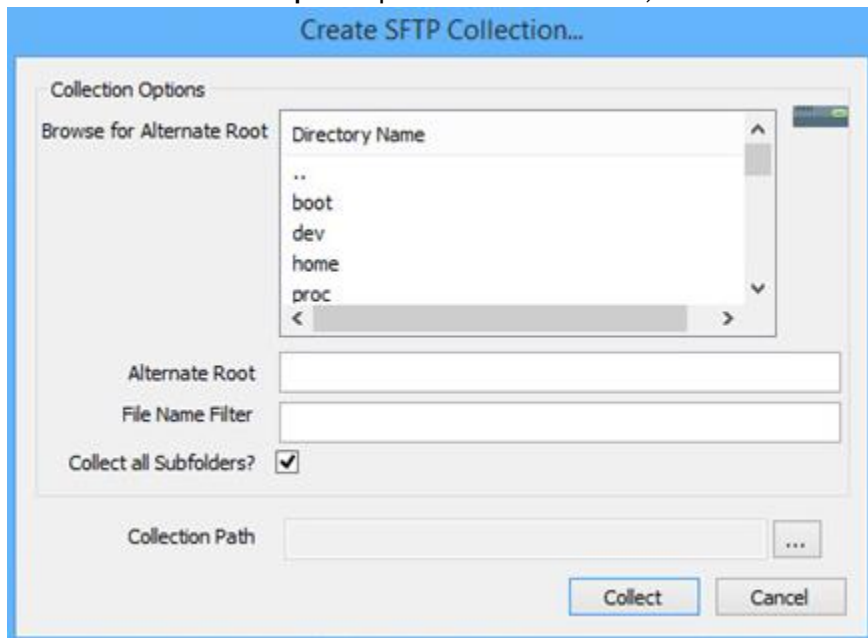 Create SFTP Collection...
Collection Options
Browse for Alternate Root
Directory Name
..
boot
dev
home
proc
Alternate Root
File Name Filter
Collect all Subfolders?
Collection Path
...
Collect Cancel